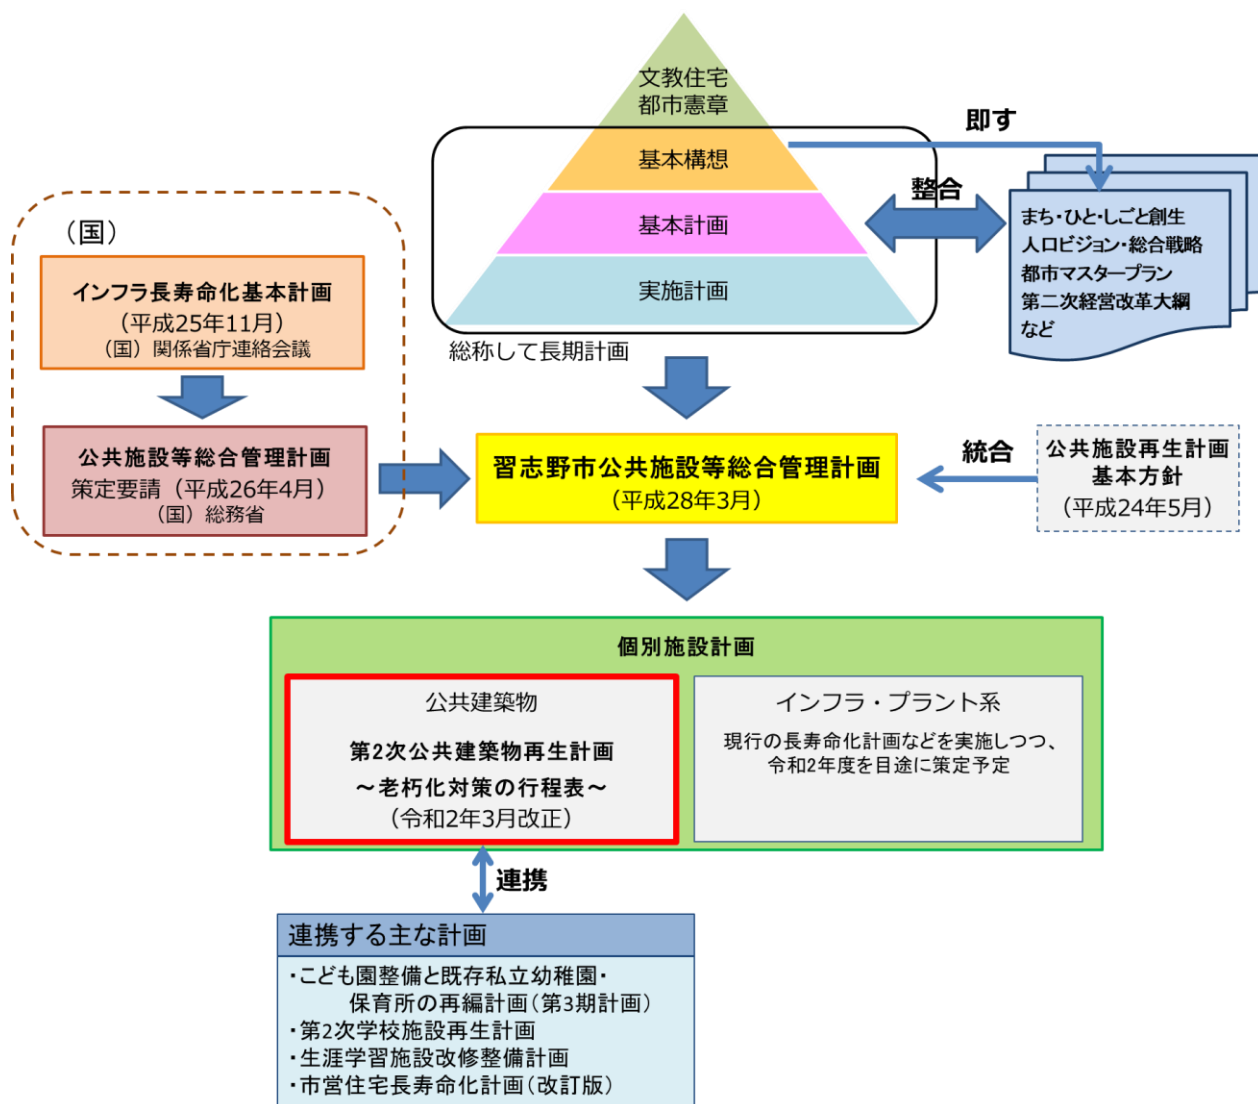 文教住宅
都市憲章
基本構想
基本計画
実施計画
総称して長期計画
即す
整合
まち・ひと・しごと創生
人口ビジョン・総合戦略
都市マスタープラン
第二次経営改革大綱
など
（国）
インフラ長寿命化基本計画
（平成25年11月）
（国）関係省庁連絡会議
公共施設等総合管理計画
策定要請（平成26年4月）
（国）総務省
習志野市公共施設等総合管理計画
（平成28年3月）
統合
公共施設再生計画
基本方針
（平成24年5月）
個別施設計画
公共建築物
第2次公共建築物再生計画
～老朽化対策の行程表～
（令和2年3月改正）
インフラ・プラント系
現行の長寿命化計画などを実施しつつ、
令和2年度を目途に策定予定
連携
連携する主な計画
・こども園整備と既存私立幼稚園・
保育所の再編計画（第3期計画）
・第2次学校施設再生計画
・生涯学習施設改修整備計画
・市営住宅長寿命化計画（改訂版）